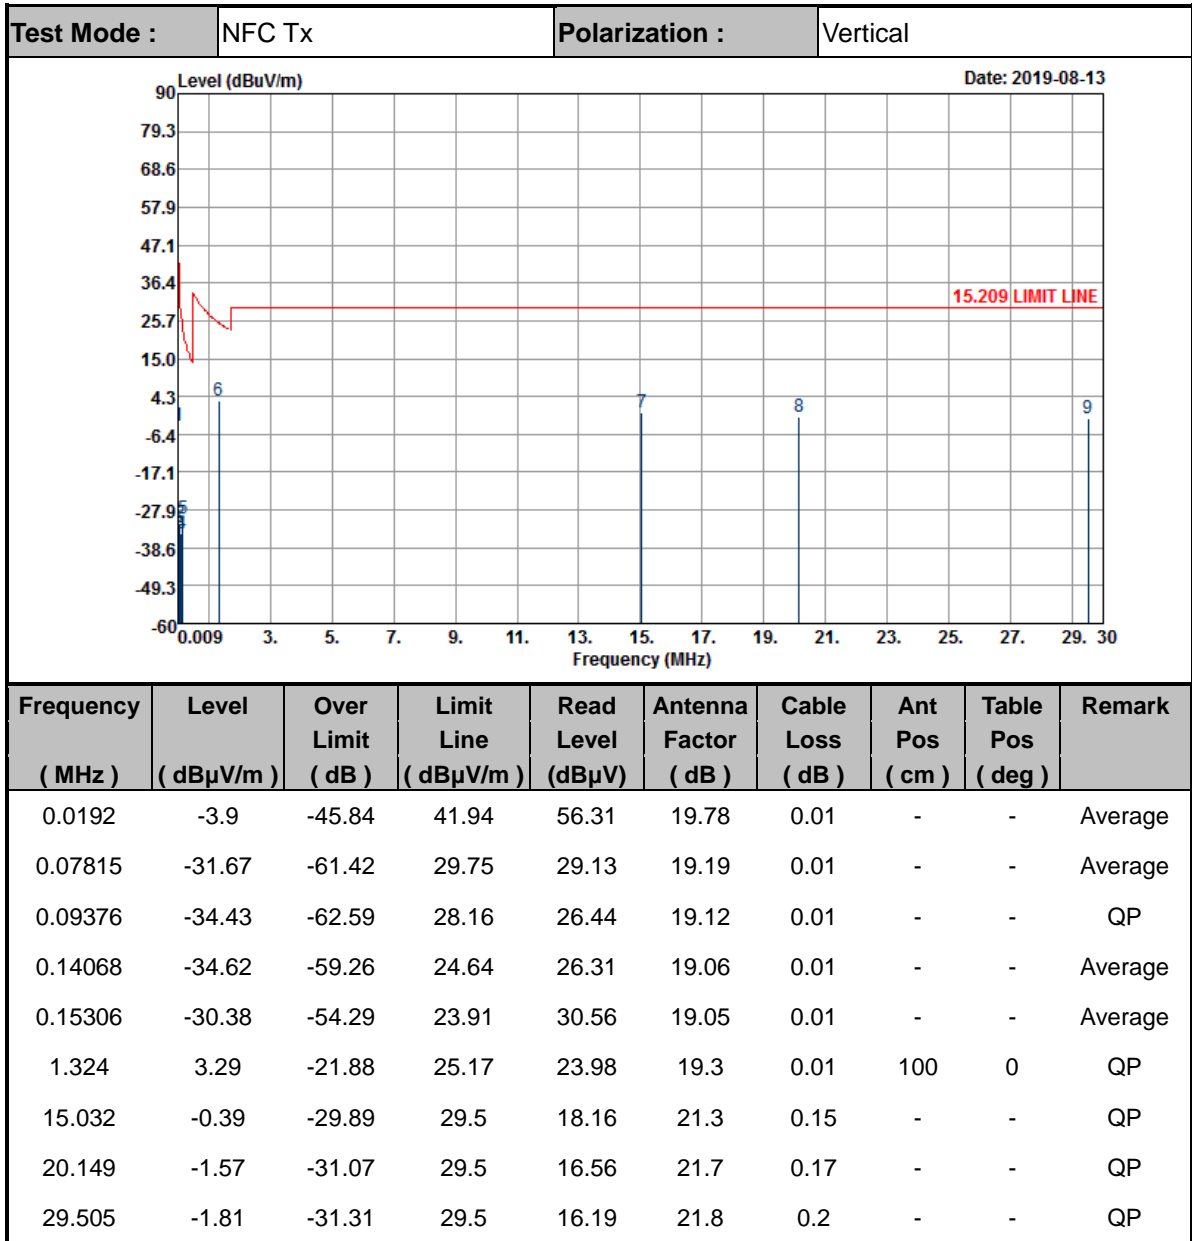 Test Mode : NFC Tx Polarization : Vertical
Level (dBuV/m) Date: 2019-08-13
90
79.3
68.6
57.9
47.1
36.4
15.209 LIMIT LINE
25.7
15.0
6
4.3
7 8 9
-6.4
-17.1
-27.9
5
-38.6
-49.3
-60
0.009 3. 5. 7. 9. 11. 13. 15. 17. 19. 21. 23. 25. 27. 29. 30
Frequency (MHz)
Frequency Level Over Limit Read Antenna Cable Ant Table Remark
Limit Line Level Factor Loss Pos Pos
( MHz ) ( dBµV/m ) ( dB ) ( dBµV/m ) (dBµV) ( dB ) ( dB ) ( cm ) ( deg )
0.0192 -3.9 -45.84 41.94 56.31 19.78 0.01 - - Average
0.07815 -31.67 -61.42 29.75 29.13 19.19 0.01 - - Average
0.09376 -34.43 -62.59 28.16 26.44 19.12 0.01 - - QP
0.14068 -34.62 -59.26 24.64 26.31 19.06 0.01 - - Average
0.15306 -30.38 -54.29 23.91 30.56 19.05 0.01 - - Average
1.324 3.29 -21.88 25.17 23.98 19.3 0.01 100 0 QP
15.032 -0.39 -29.89 29.5 18.16 21.3 0.15 - - QP
20.149 -1.57 -31.07 29.5 16.56 21.7 0.17 - - QP
29.505 -1.81 -31.31 29.5 16.19 21.8 0.2 - - QP